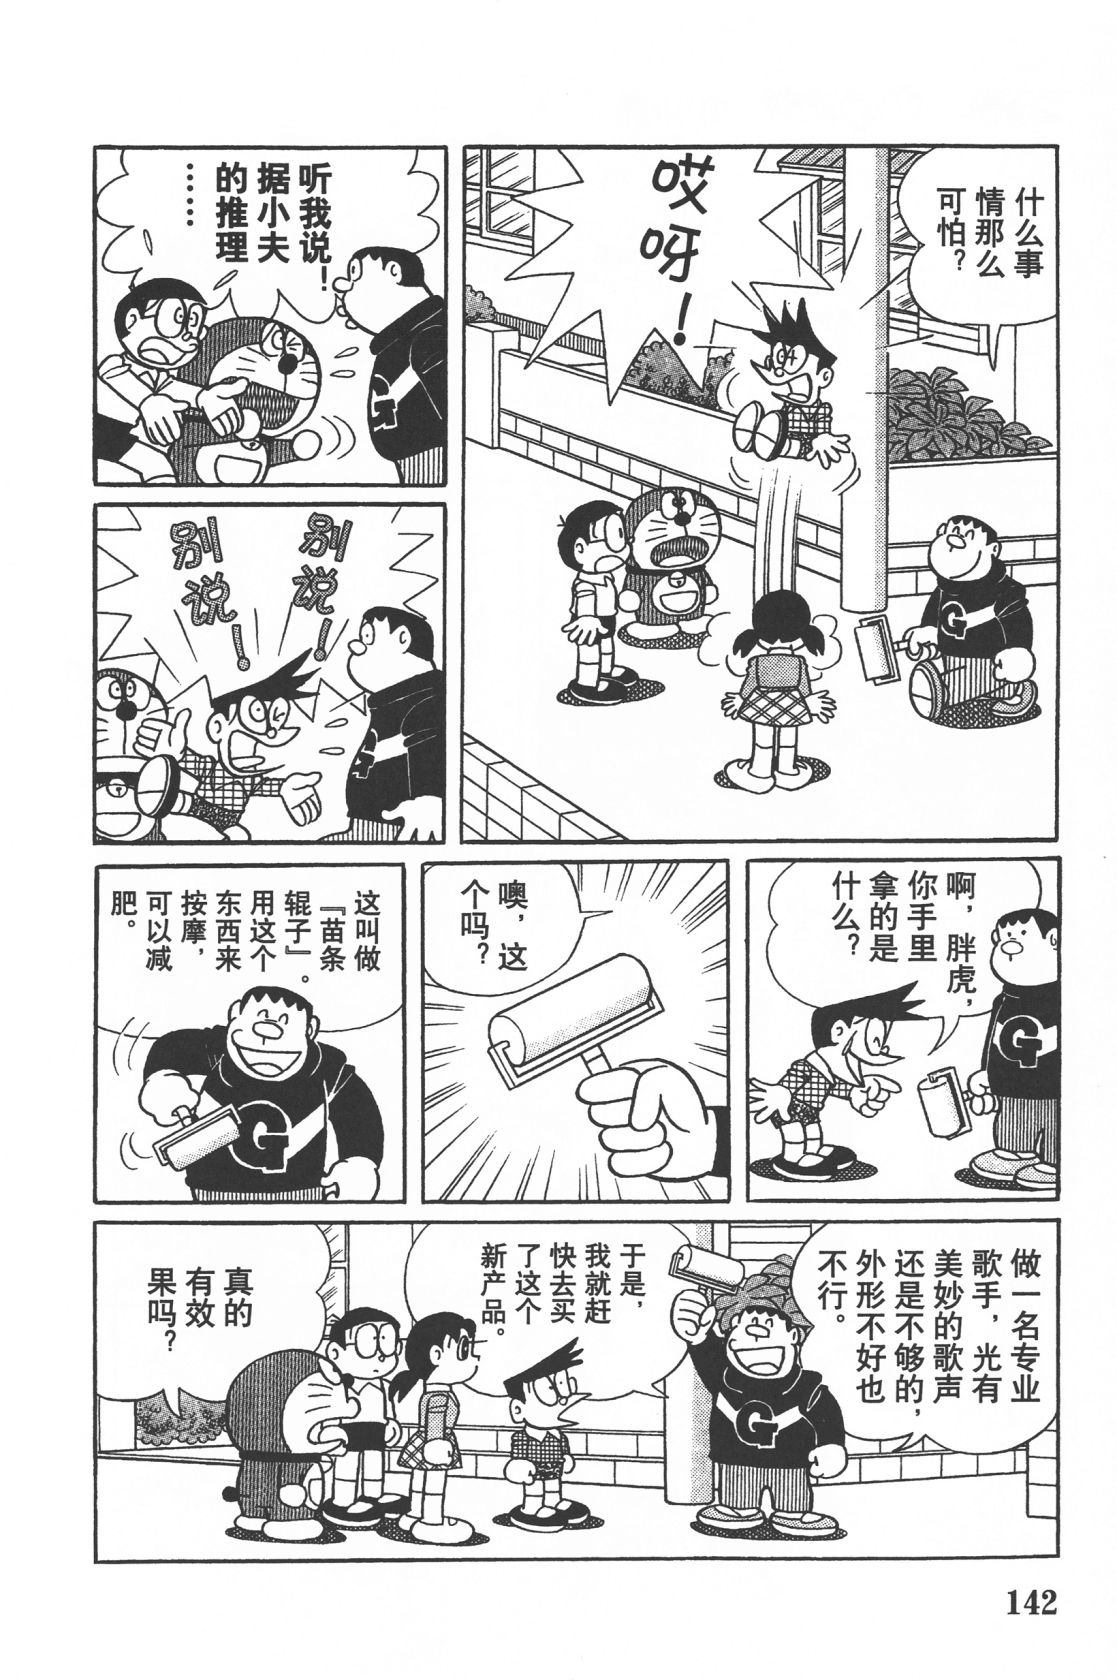 什么事
情那么
可怕？
哎
呀！
听我说！
据小夫
的推理
……
别
说！
别
说！
啊，胖虎，
你手里
拿的是
什么？
噢，这
个吗？
这叫做
『苗条
辊子』。
用这个
东西来
按摩，
可以减
肥。
做一名专业
歌手，光有
美妙的歌声
还是不够的，
外形不好也
不行。
于是，
我就赶
快去买
了这个
新产品。
真的
有效
果吗？
G
G
G
G
G
142